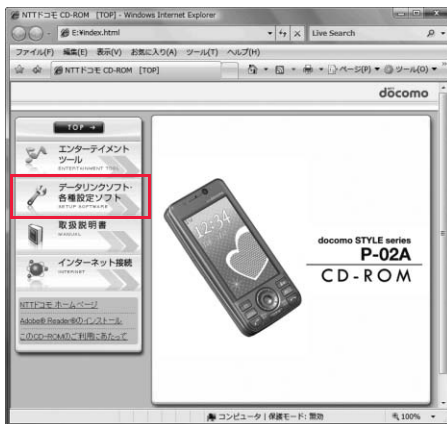 NTTドコモ CD-ROM [TOP] - Windows Internet Explorer
E:¥index.html
Live Search
ファイル(F) 編集(E) 表示(V) お気に入り(A) ツール(T) ヘルプ(H)
NTTドコモ CD-ROM [TOP]
ページ(P) ツール(O)
döcomo
TOP
エンターテイメント
ツール
ENTERTAINMENT TOOL
データリンクソフト・
各種設定ソフト
SETUP SOFTWARE
取扱説明書
MANUAL
インターネット接続
INTERNET
NTTドコモ ホームページ
Adobe® Reader®のインストール
このCD-ROMのご利用にあたって
12:34
docomo STYLE series
P-02A
CD-ROM
コンピュータ | 保護モード: 無効
100%